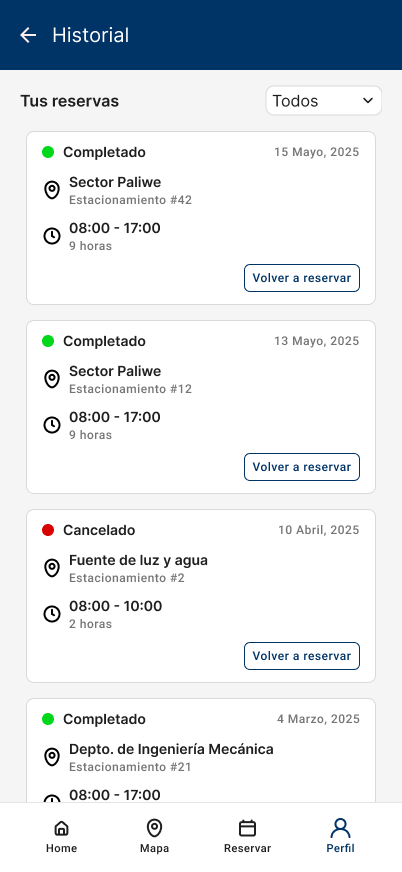 Historial
Tus reservas
Todos
Completado
15 Mayo, 2025
Sector Paliwe
Estacionamiento #42
08:00 - 17:00
9 horas
Volver a reservar
Completado
13 Mayo, 2025
Sector Paliwe
Estacionamiento #12
08:00 - 17:00
9 horas
Volver a reservar
Cancelado
10 Abril, 2025
Fuente de luz y agua
Estacionamiento #2
08:00 - 10:00
2 horas
Volver a reservar
Completado
4 Marzo, 2025
Depto. de Ingeniería Mecánica
Estacionamiento #21
08:00 - 17:00
Home
Mapa
Reservar
Perfil